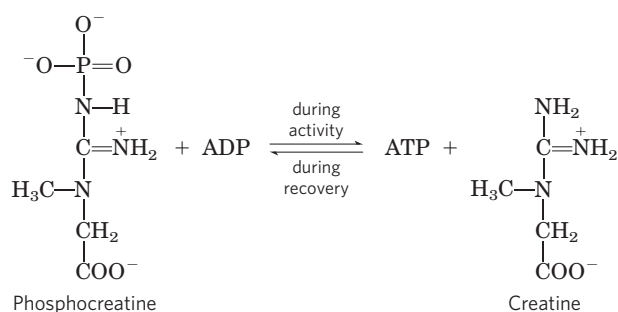 O⁻
⁻O—P=O
N—H
C=N⁺H₂ + ADP
H₃C—N
CH₂
COO⁻
Phosphocreatine
during
activity
during
recovery
ATP +
NH₂
C=N⁺H₂
H₃C—N
CH₂
COO⁻
Creatine